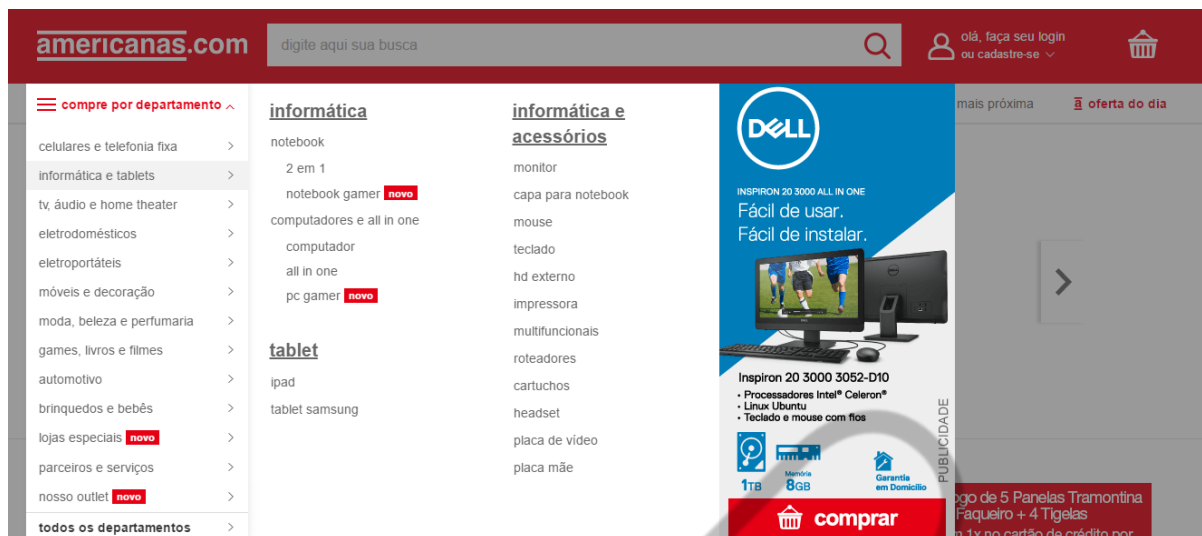 americanas.com
digite aqui sua busca
olá, faça seu login
ou cadastre-se
compre por departamento
mais próxima
a oferta do dia
celulares e telefonia fixa
informática e tablets
tv, áudio e home theater
eletrodomésticos
eletroportáteis
móveis e decoração
moda, beleza e perfumaria
games, livros e filmes
automotivo
brinquedos e bebês
lojas especiais novo
parceiros e serviços
nosso outlet novo
todos os departamentos
informática
notebook
2 em 1
notebook gamer novo
computadores e all in one
computador
all in one
pc gamer novo
tablet
ipad
tablet samsung
informática e
acessórios
monitor
capa para notebook
mouse
teclado
hd externo
impressora
multifuncionais
roteadores
cartuchos
headset
placa de vídeo
placa mãe
DELL
INSPIRON 20 3000 ALL IN ONE
Fácil de usar.
Fácil de instalar.
Inspiron 20 3000 3052-D10
• Processadores Intel® Celeron®
• Linux Ubuntu
• Teclado e mouse com fios
1TB
Memória
8GB
Garantia
em Domicílio
PUBLICIDADE
comprar
ogo de 5 Panelas Tramontina
Faqueiro + 4 Tigelas
m 1x no cartão de crédito por